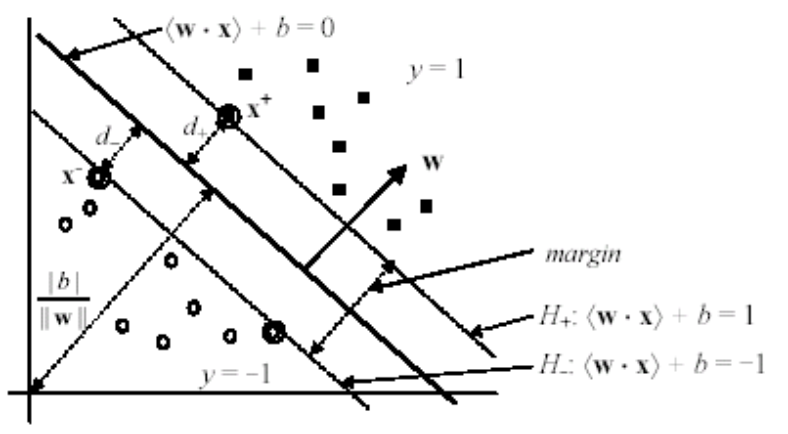 ⟨w · x⟩ + b = 0
y = 1
x⁺
d₋
d₊
w
x⁻
margin
|b|
||w||
H₊: ⟨w · x⟩ + b = 1
H₋: ⟨w · x⟩ + b = −1
y = −1